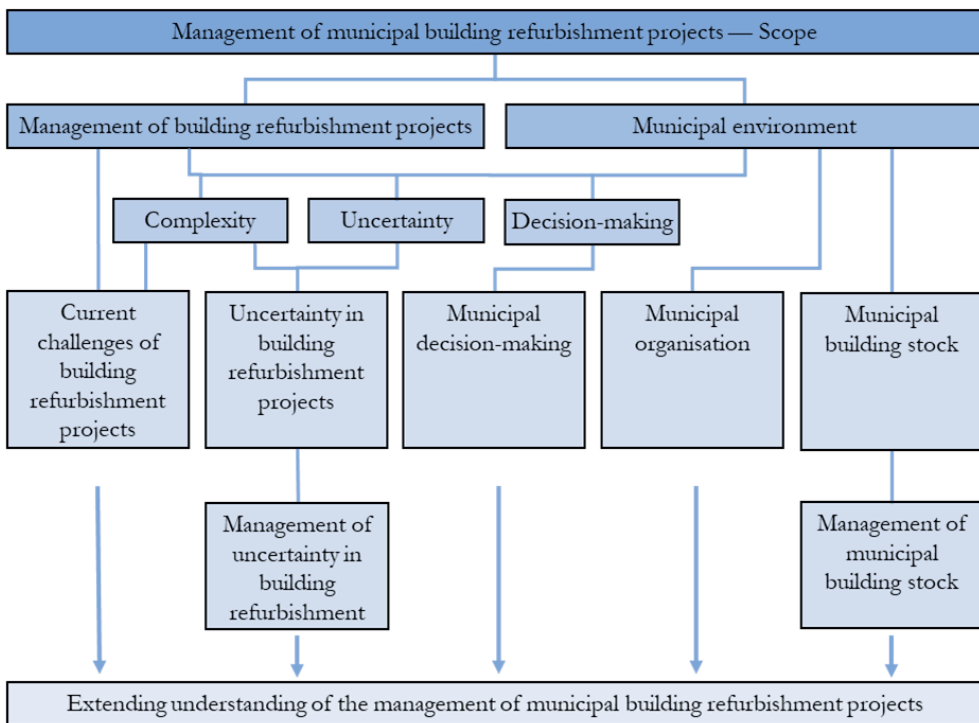 Management of municipal building refurbishment projects — Scope
Management of building refurbishment projects
Municipal environment
Complexity
Uncertainty
Decision-making
Current
challenges of
building
refurbishment
projects
Uncertainty in
building
refurbishment
projects
Municipal
decision-making
Municipal
organisation
Municipal
building stock
Management of
uncertainty in
building
refurbishment
Management of
municipal
building stock
Extending understanding of the management of municipal building refurbishment projects